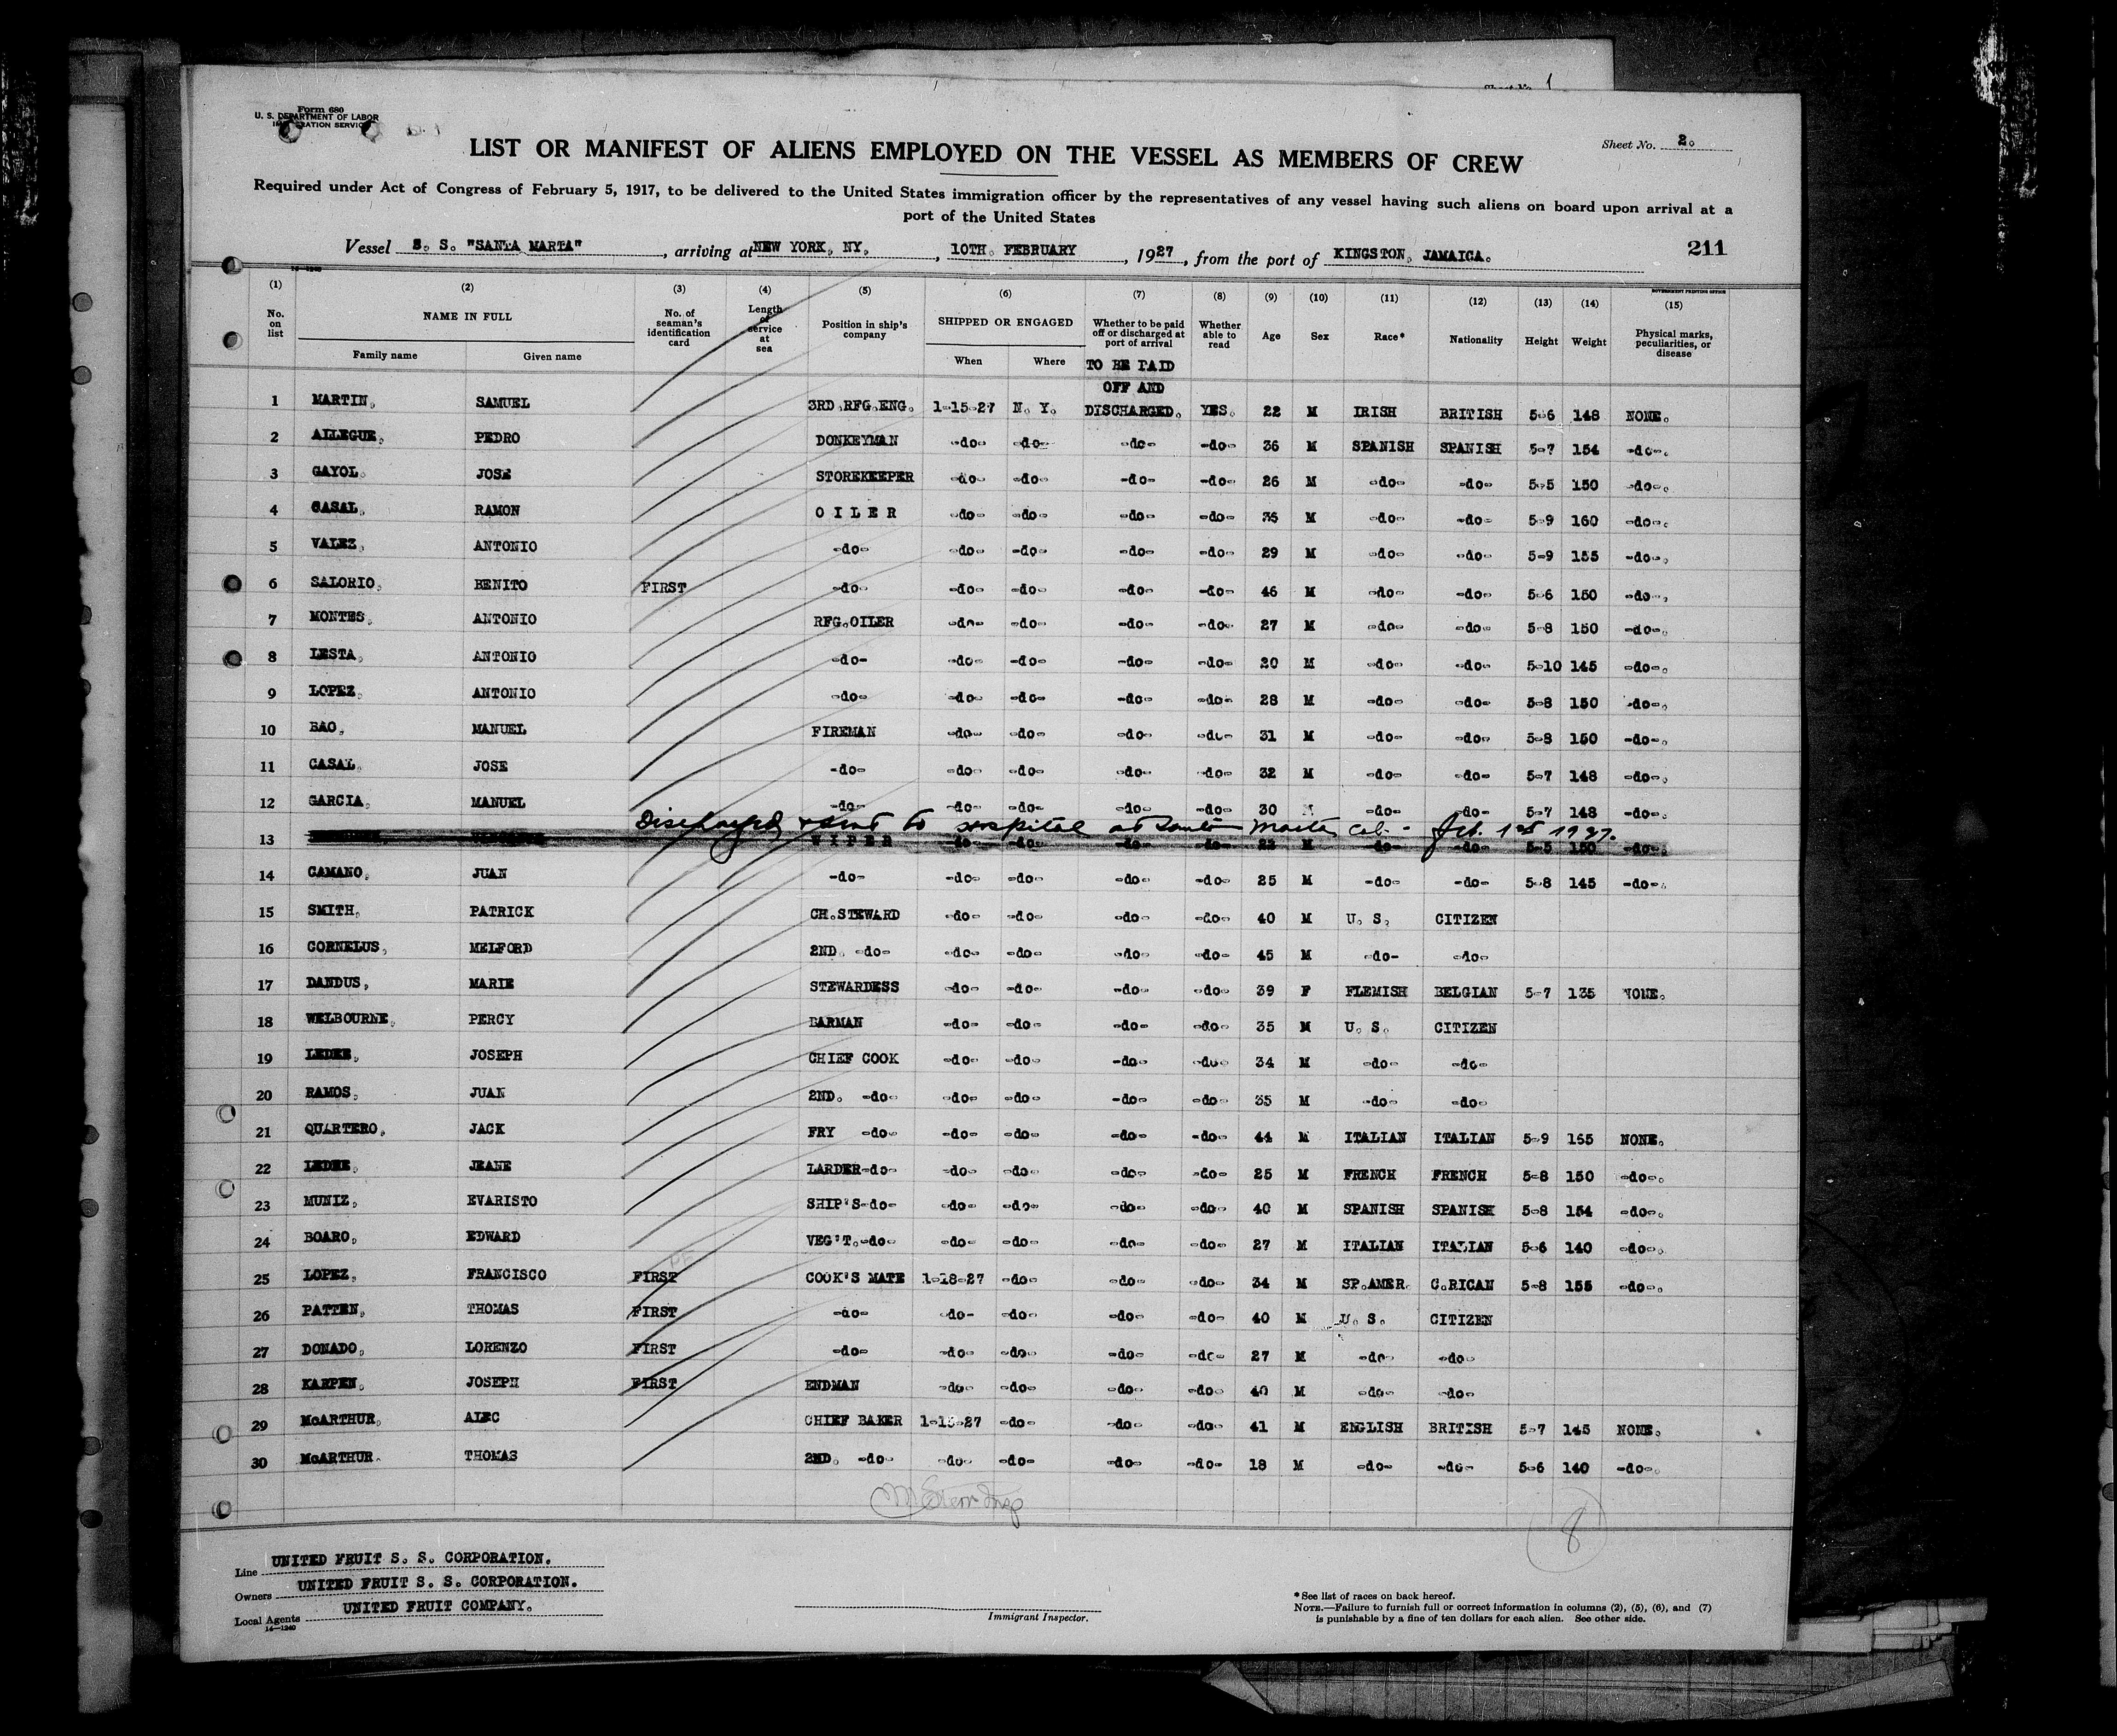 Form 680
U. S. DEPARTMENT OF LABOR
IMMIGRATION SERVICE
Sheet No. 1
Sheet No. 2.
LIST OR MANIFEST OF ALIENS EMPLOYED ON THE VESSEL AS MEMBERS OF CREW
Required under Act of Congress of February 5, 1917, to be delivered to the United States immigration officer by the representatives of any vessel having such aliens on board upon arrival at a
port of the United States
Vessel S. S. "SANTA MARTA", arriving at NEW YORK, NY, 10TH. FEBRUARY, 1927, from the port of KINGSTON, JAMAICA.
211
14—1240
GOVERNMENT PRINTING OFFICE
(1) (2) (3) (4) (5) (6) (7) (8) (9) (10) (11) (12) (13) (14) (15)
No. on list NAME IN FULL Family name Given name No. of seaman's identification card Length of service at sea Position in ship's company SHIPPED OR ENGAGED When Where Whether to be paid off or discharged at port of arrival Whether able to read Age Sex Race* Nationality Height Weight Physical marks, peculiarities, or disease
TO BE PAID
OFF AND
1 MARTIN, SAMUEL 3RD.RFG.ENG. 1-15-27 N. Y. DISCHARGED. YES. 22 M IRISH BRITISH 5-6 148 NONE.
2 ALLEGUE, PEDRO DONKEYMAN -do- -do- -do- -do- 36 M SPANISH SPANISH 5-7 154 -do-.
3 GAYOL, JOSE STOREKEEPER -do- -do- -do- -do- 26 M -do- -do- 5-5 150 -do-.
4 CASAL, RAMON O I L E R -do- -do- -do- -do- 35 M -do- -do- 5-9 160 -do-.
5 VALEZ, ANTONIO -do- -do- -do- -do- -do- 29 M -do- -do- 5-9 155 -do-.
6 SALORIO, BENITO FIRST -do- -do- -do- -do- -do- 46 M -do- -do- 5-6 150 -do-.
7 MONTES, ANTONIO RFG.OILER -do- -do- -do- -do- 27 M -do- -do- 5-8 150 -do-.
8 LESTA, ANTONIO -do- -do- -do- -do- -do- 20 M -do- -do- 5-10 145 -do-.
9 LOPEZ, ANTONIO -do- -do- -do- -do- -do- 28 M -do- -do- 5-8 150 -do-.
10 BAO, MANUEL FIREMAN -do- -do- -do- -do- 31 M -do- -do- 5-8 150 -do-.
11 CASAL, JOSE -do- -do- -do- -do- -do- 32 M -do- -do- 5-7 148 -do-.
12 GARCIA, MANUEL -do- -do- -do- -do- -do- 30 M -do- -do- 5-7 148 -do-.
Discharged & sent to hospital at Santa Marta Col. - Feb. 1st 1927.
13 W I P E R -do- -do- -do- -do- 22 M -do- -do- 5-5 150 -do-.
14 CAMANO, JUAN -do- -do- -do- -do- -do- 25 M -do- -do- 5-8 145 -do-.
15 SMITH, PATRICK CH.STEWARD -do- -do- -do- -do- 40 M U. S. CITIZEN
16 CORNELUS, MELFORD 2ND. -do- -do- -do- -do- -do- 45 M -do- -do-
17 DANDUS, MARIE STEWARDESS -do- -do- -do- -do- 39 F FLEMISH BELGIAN 5-7 135 NONE.
18 WELBOURNE, PERCY BARMAN -do- -do- -do- -do- 35 M U. S. CITIZEN
19 LEDEE, JOSEPH CHIEF COOK -do- -do- -do- -do- 34 M -do- -do-
20 RAMOS, JUAN 2ND. -do- -do- -do- -do- -do- 35 M -do- -do-
21 QUARTERO, JACK FRY -do- -do- -do- -do- -do- 44 M ITALIAN ITALIAN 5-9 165 NONE.
22 LEDEE, JEANE LARDER-do- -do- -do- -do- -do- 25 M FRENCH FRENCH 5-8 150 -do-.
23 MUNIZ, EVARISTO SHIP'S-do- -do- -do- -do- -do- 40 M SPANISH SPANISH 5-8 154 -do-.
24 BOARO, EDWARD VEG'T.-do- -do- -do- -do- -do- 27 M ITALIAN ITALIAN 5-6 140 -do-.
25 LOPEZ, FRANCISCO FIRST COOK'S MATE 1-18-27 -do- -do- -do- 34 M SP.AMER. C.RICAN 5-8 155 -do-.
26 PATTEN, THOMAS FIRST -do- -do- -do- -do- -do- 40 M U. S. CITIZEN
27 DONADO, LORENZO FIRST -do- -do- -do- -do- -do- 27 M -do- -do-
28 KARPEN, JOSEPH FIRST ENDMAN -do- -do- -do- -do- 40 M -do- -do-
29 McARTHUR, ALEC CHIEF BAKER 1-15-27 -do- -do- -do- 41 M ENGLISH BRITISH 5-7 145 NONE.
30 McARTHUR. THOMAS 2ND. -do- -do- -do- -do- -do- 18 M -do- -do- 5-6 140 -do-.
8
Line UNITED FRUIT S. S. CORPORATION.
Owners UNITED FRUIT S. S. CORPORATION.
Local Agents UNITED FRUIT COMPANY.
14—1240
Immigrant Inspector.
*See list of races on back hereof.
NOTE.—Failure to furnish full or correct information in columns (2), (5), (6), and (7)
is punishable by a fine of ten dollars for each alien. See other side.